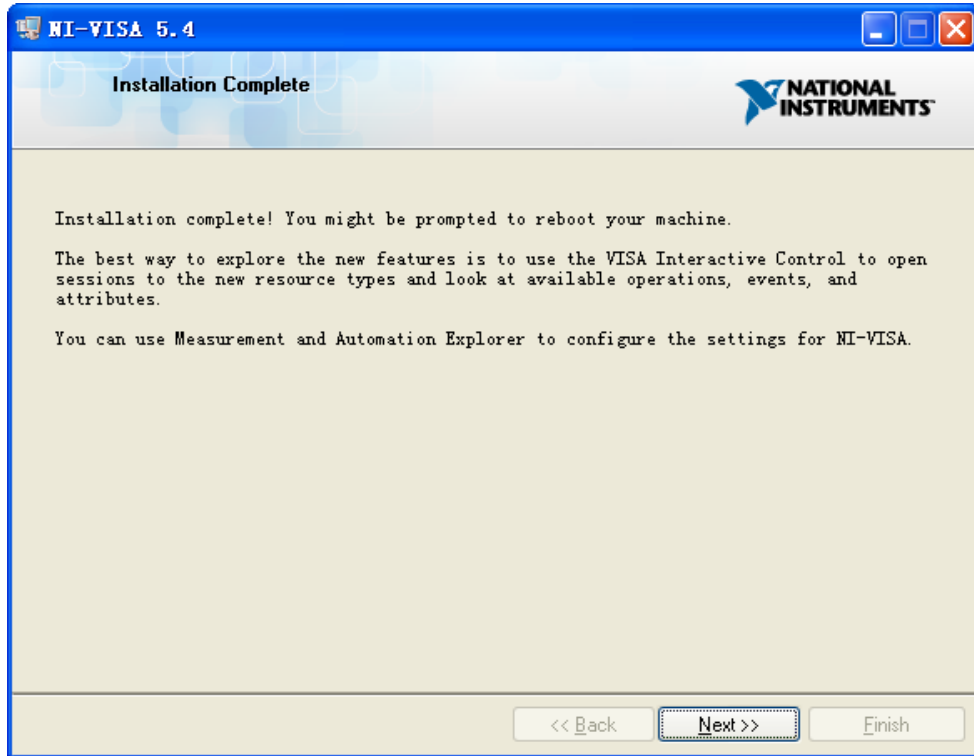 NI-VISA 5.4
Installation Complete
NATIONAL
INSTRUMENTS™
Installation complete! You might be prompted to reboot your machine.
The best way to explore the new features is to use the VISA Interactive Control to open
sessions to the new resource types and look at available operations, events, and
attributes.
You can use Measurement and Automation Explorer to configure the settings for NI-VISA.
<< Back
Next >>
Finish